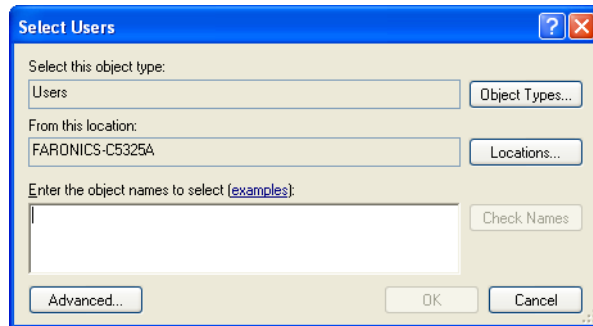 Select Users
Select this object type:
Users
Object Types...
From this location:
FARONICS-C5325A
Locations...
Enter the object names to select (examples):
Check Names
Advanced...
OK
Cancel